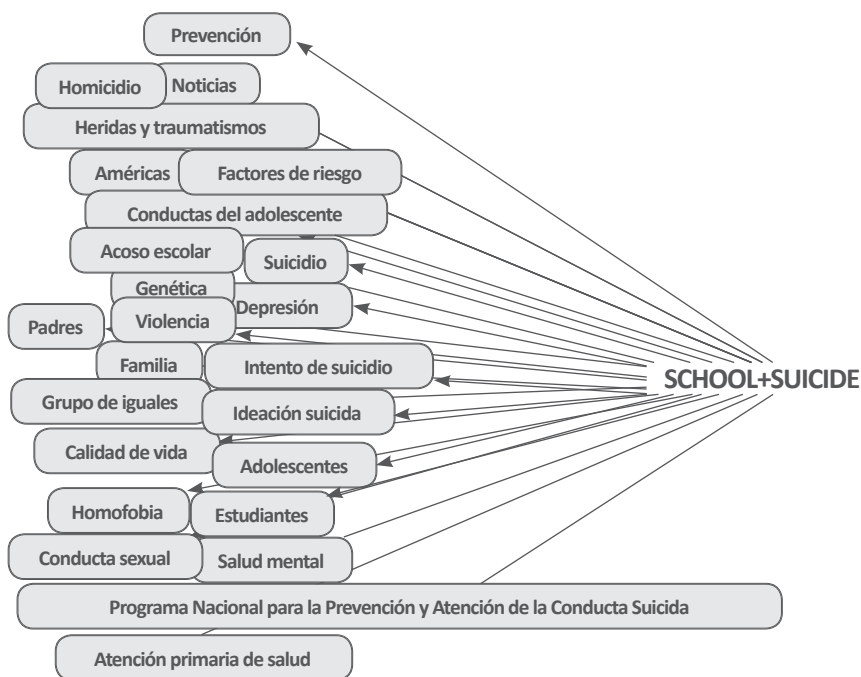 Prevención
Homicidio
Noticias
Heridas y traumatismos
Américas
Factores de riesgo
Conductas del adolescente
Acoso escolar
Suicidio
Genética
Depresión
Padres
Violencia
Familia
Intento de suicidio
SCHOOL+SUICIDE
Grupo de iguales
Ideación suicida
Calidad de vida
Adolescentes
Homofobia
Estudiantes
Conducta sexual
Salud mental
Programa Nacional para la Prevención y Atención de la Conducta Suicida
Atención primaria de salud